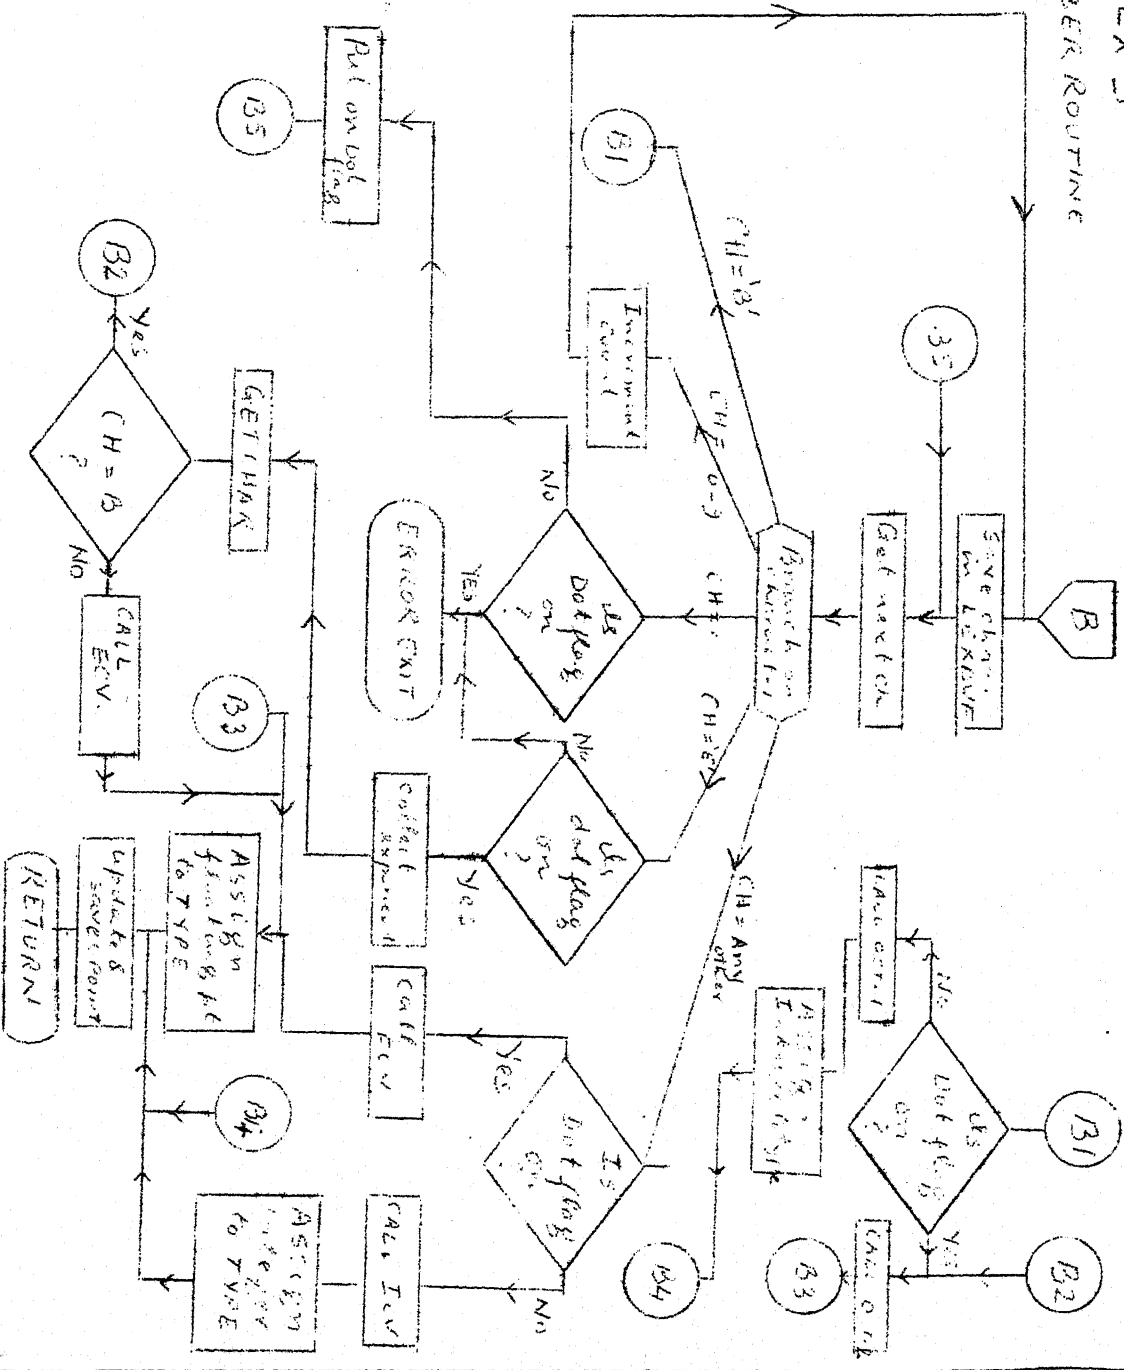 LEX
BER ROUTINE
B
Save char.
in LEXBUF
B5
Get next ch
Branch on
character
CH='B'
CH= 0-9
CH=.
CH='E'
CH=Any
other
B1
Increment
Count
Is
Dot flag
on
?
No
YES
Put on Dot
flag
B5
ERROR EXIT
Is
dot flag
on
?
No
Yes
Collect
exponent
GETCHAR
CH = B
?
Yes
No
B2
CALL
ECV.
B3
Is
Dot flag
on
Yes
No
Call
FCV
CALL ICV
Assign
floating pt
to TYPE
ASSIGN
integer
to TYPE
B4
Update &
save point
RETURN
B1
Is
Dot flag
on
?
No
Yes
B2
B3
B4